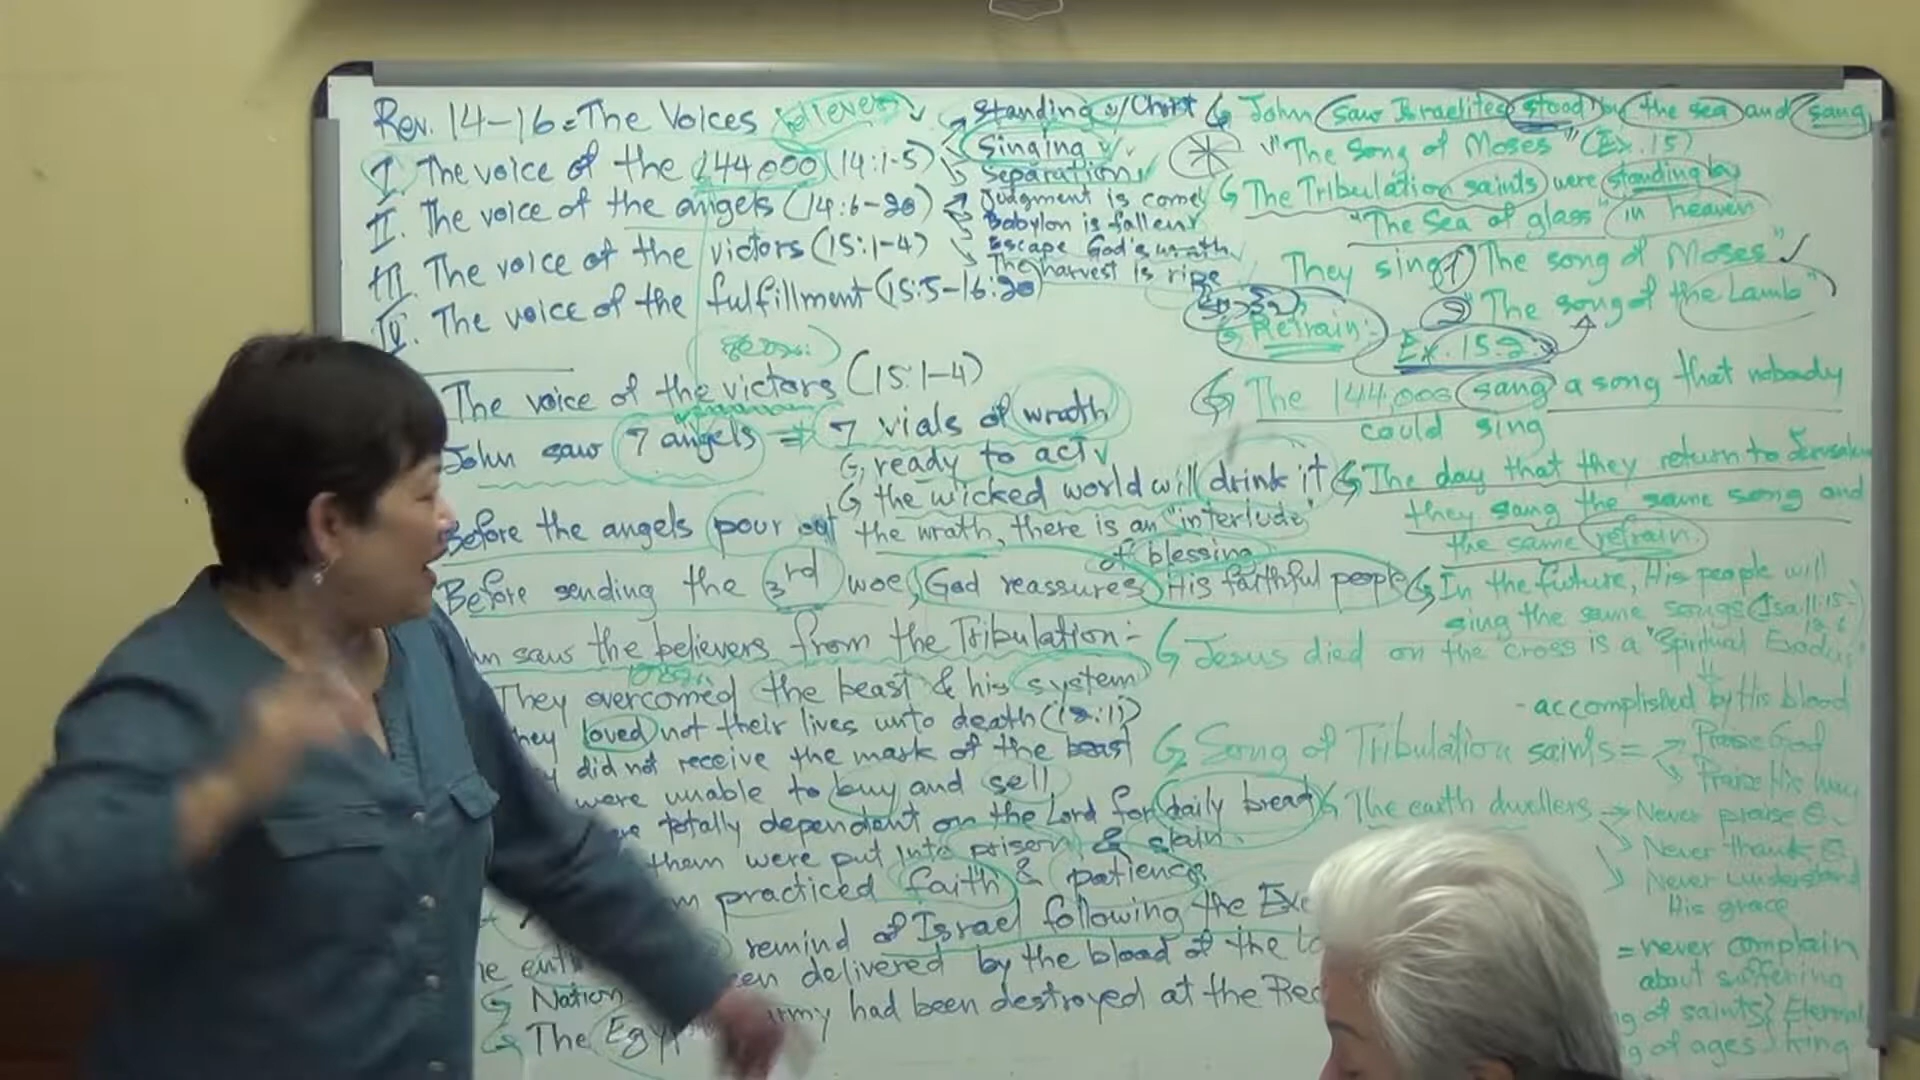 Rev. 14-16 = The Voices believers
I. The voice of the 144,000 (14:1-5)
II. The voice of the angels (14:6-20)
III. The voice of the victors (15:1-4)
IV. The voice of the fulfillment (15:5-16:20)
Standing w/Christ
Singing
Separation
Judgment is come
Babylon is fallen
Escape God's wrath
The harvest is ripe
The voice of the victors (15:1-4)
John saw 7 angels ⇒ 7 vials of wrath
ready to act
the wicked world will drink it
Before the angels pour out the wrath, there is an "interlude"
of blessing
Before sending the 3rd woe, God reassures His faithful people
saw the believers from the Tribulation:-
They overcomed the beast & his system
loved not their lives unto death (12:11)
did not receive the mark of the beast
were unable to buy and sell
totally dependent on the Lord for daily bread
them were put into prison & slain.
practiced faith & patience
remind of Israel following the
delivered by the blood of the
Nation
The army had been destroyed at the
John saw Israelites stood by the sea and sang
"The Song of Moses" (Ex. 15)
The Tribulation saints were standing by
"The Sea of glass" in heaven
They sing 1 "The song of Moses"
2 "The song of the Lamb"
Refrain:
Ex. 15:2
The 144,000 sang a song that nobody
could sing
The day that they return to Jerusalem
they sang the same song and
the same refrain.
In the future, His people will
sing the same songs
Jesus died on the cross is a "Spiritual Exodus"
- accomplished by His blood
Song of Tribulation saints =
Praise God
Praise His
The earth dwellers →
Never praise
Never thank
Never understand
His grace
= never complain
about suffering
of saints} Eternal
of ages} King